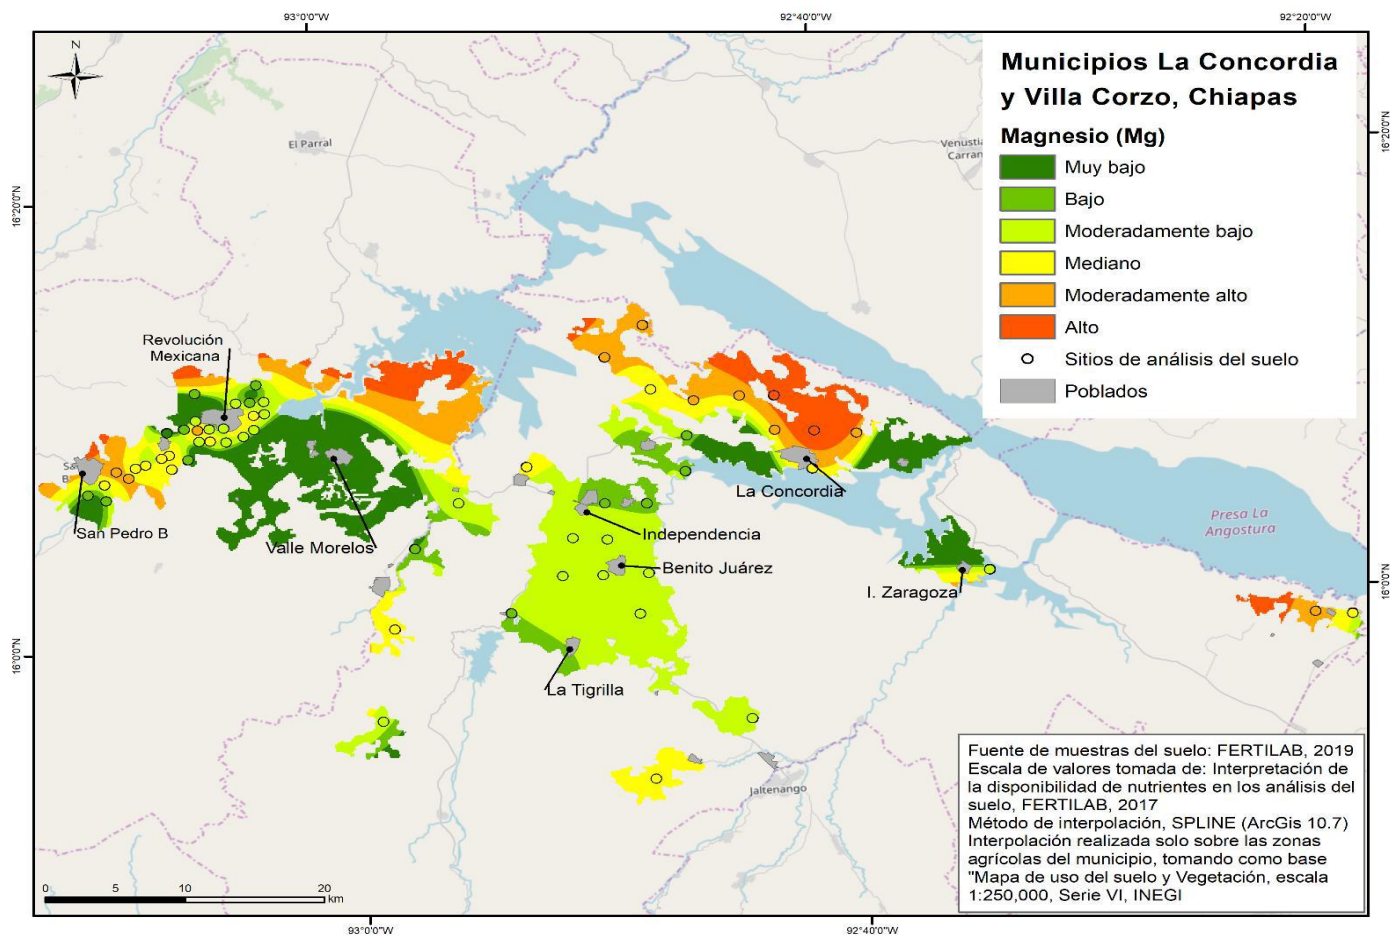 93°0'0"W
92°40'0"W
92°20'0"W
N
Municipios La Concordia
y Villa Corzo, Chiapas
Magnesio (Mg)
Muy bajo
Bajo
Moderadamente bajo
Mediano
Moderadamente alto
Alto
Sitios de análisis del suelo
Poblados
16°20'0"N
16°20'0"N
El Parral
Venustia
Carran
Revolución
Mexicana
La Concordia
San Pedro B
Valle Morelos
Independencia
Benito Juárez
I. Zaragoza
Presa La
Angostura
16°0'0"N
16°0'0"N
La Tigrilla
Jaltenango
Fuente de muestras del suelo: FERTILAB, 2019
Escala de valores tomada de: Interpretación de
la disponibilidad de nutrientes en los análisis del
suelo, FERTILAB, 2017
Método de interpolación, SPLINE (ArcGis 10.7)
Interpolación realizada solo sobre las zonas
agrícolas del municipio, tomando como base
"Mapa de uso del suelo y Vegetación, escala
1:250,000, Serie VI, INEGI
0 5 10 20
km
93°0'0"W
92°40'0"W